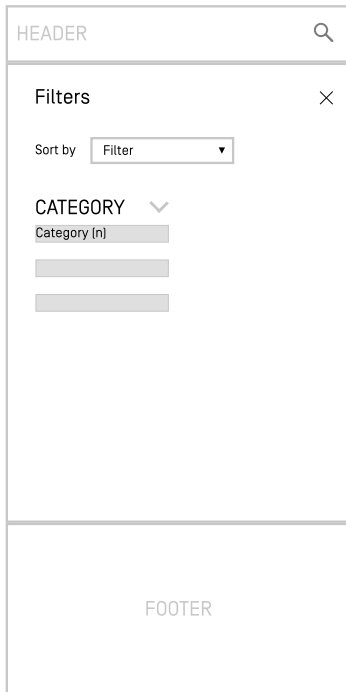 HEADER
Filters
Sort by Filter
CATEGORY
Category (n)
FOOTER